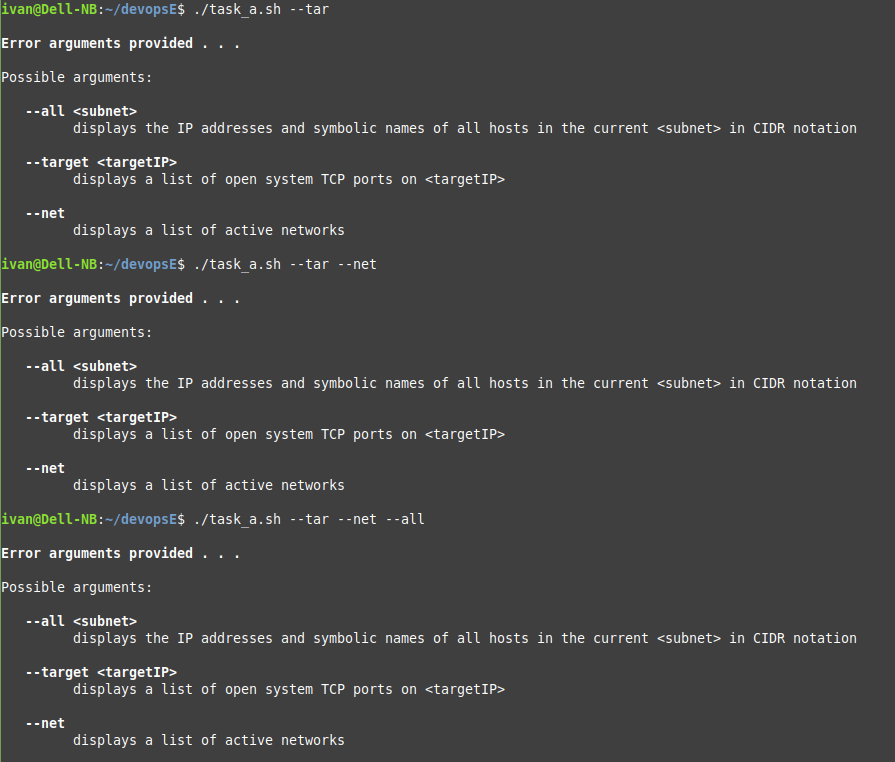 ivan@Dell-NB:~/devopsE$ ./task_a.sh --tar
Error arguments provided . . .
Possible arguments:
--all <subnet>
displays the IP addresses and symbolic names of all hosts in the current <subnet> in CIDR notation
--target <targetIP>
displays a list of open system TCP ports on <targetIP>
--net
displays a list of active networks
ivan@Dell-NB:~/devopsE$ ./task_a.sh --tar --net
Error arguments provided . . .
Possible arguments:
--all <subnet>
displays the IP addresses and symbolic names of all hosts in the current <subnet> in CIDR notation
--target <targetIP>
displays a list of open system TCP ports on <targetIP>
--net
displays a list of active networks
ivan@Dell-NB:~/devopsE$ ./task_a.sh --tar --net --all
Error arguments provided . . .
Possible arguments:
--all <subnet>
displays the IP addresses and symbolic names of all hosts in the current <subnet> in CIDR notation
--target <targetIP>
displays a list of open system TCP ports on <targetIP>
--net
displays a list of active networks